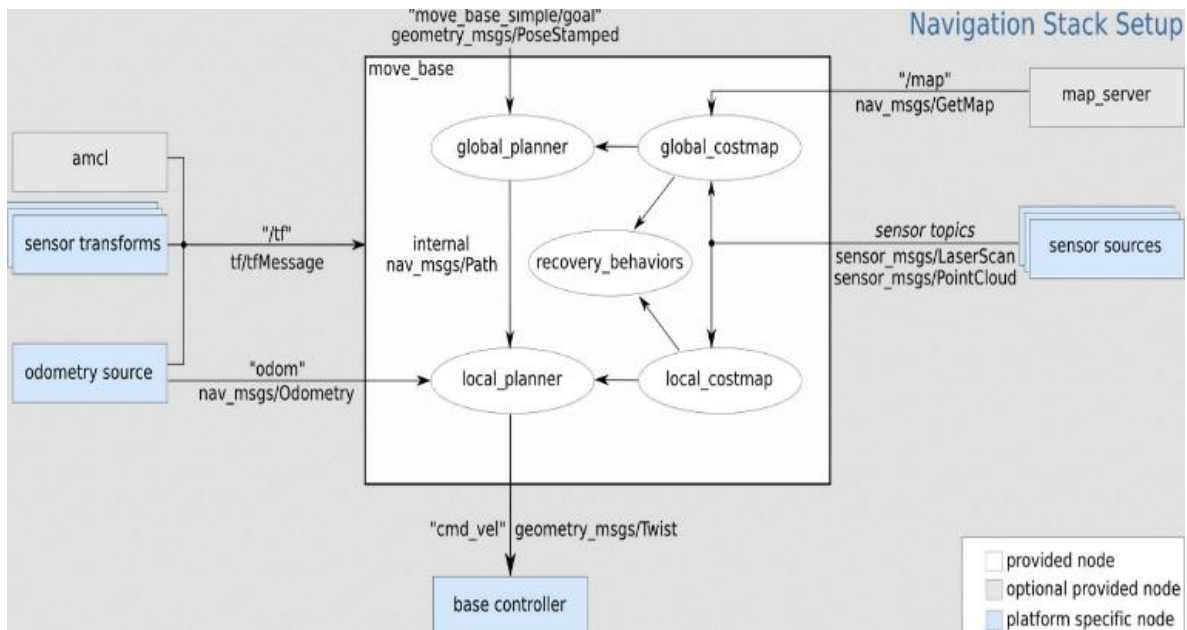 "move_base_simple/goal"
geometry_msgs/PoseStamped
Navigation Stack Setup
move_base
"/map"
nav_msgs/GetMap
map_server
amcl
global_planner
global_costmap
sensor transforms
"/tf"
tf/tfMessage
internal
nav_msgs/Path
recovery_behaviors
sensor topics
sensor_msgs/LaserScan
sensor_msgs/PointCloud
sensor sources
odometry source
"odom"
nav_msgs/Odometry
local_planner
local_costmap
"cmd_vel" geometry_msgs/Twist
base controller
provided node
optional provided node
platform specific node